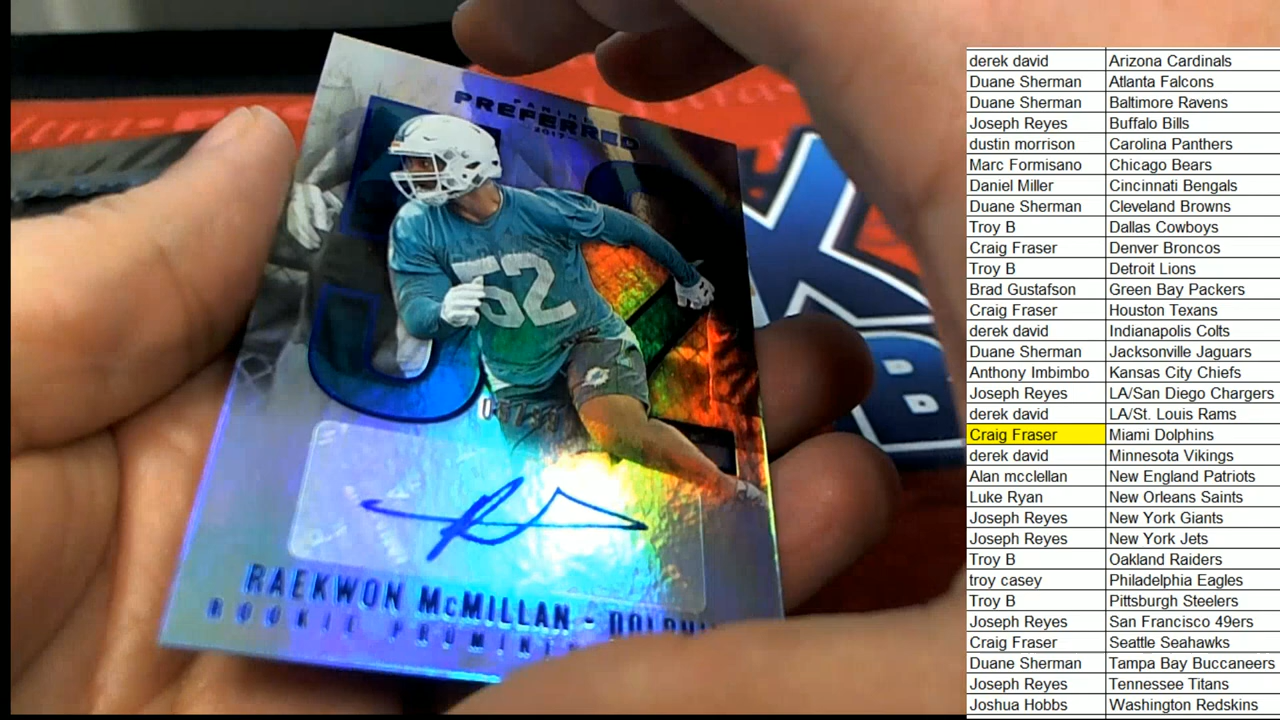 PANINI
PREFERRED
2017
52
RAEKWON McMILLAN -
ROOKIE
derek david Arizona Cardinals
Duane Sherman Atlanta Falcons
Duane Sherman Baltimore Ravens
Joseph Reyes Buffalo Bills
dustin morrison Carolina Panthers
Marc Formisano Chicago Bears
Daniel Miller Cincinnati Bengals
Duane Sherman Cleveland Browns
Troy B Dallas Cowboys
Craig Fraser Denver Broncos
Troy B Detroit Lions
Brad Gustafson Green Bay Packers
Craig Fraser Houston Texans
derek david Indianapolis Colts
Duane Sherman Jacksonville Jaguars
Anthony Imbimbo Kansas City Chiefs
Joseph Reyes LA/San Diego Chargers
derek david LA/St. Louis Rams
Craig Fraser Miami Dolphins
derek david Minnesota Vikings
Alan mcclellan New England Patriots
Luke Ryan New Orleans Saints
Joseph Reyes New York Giants
Joseph Reyes New York Jets
Troy B Oakland Raiders
troy casey Philadelphia Eagles
Troy B Pittsburgh Steelers
Joseph Reyes San Francisco 49ers
Craig Fraser Seattle Seahawks
Duane Sherman Tampa Bay Buccaneers
Joseph Reyes Tennessee Titans
Joshua Hobbs Washington Redskins